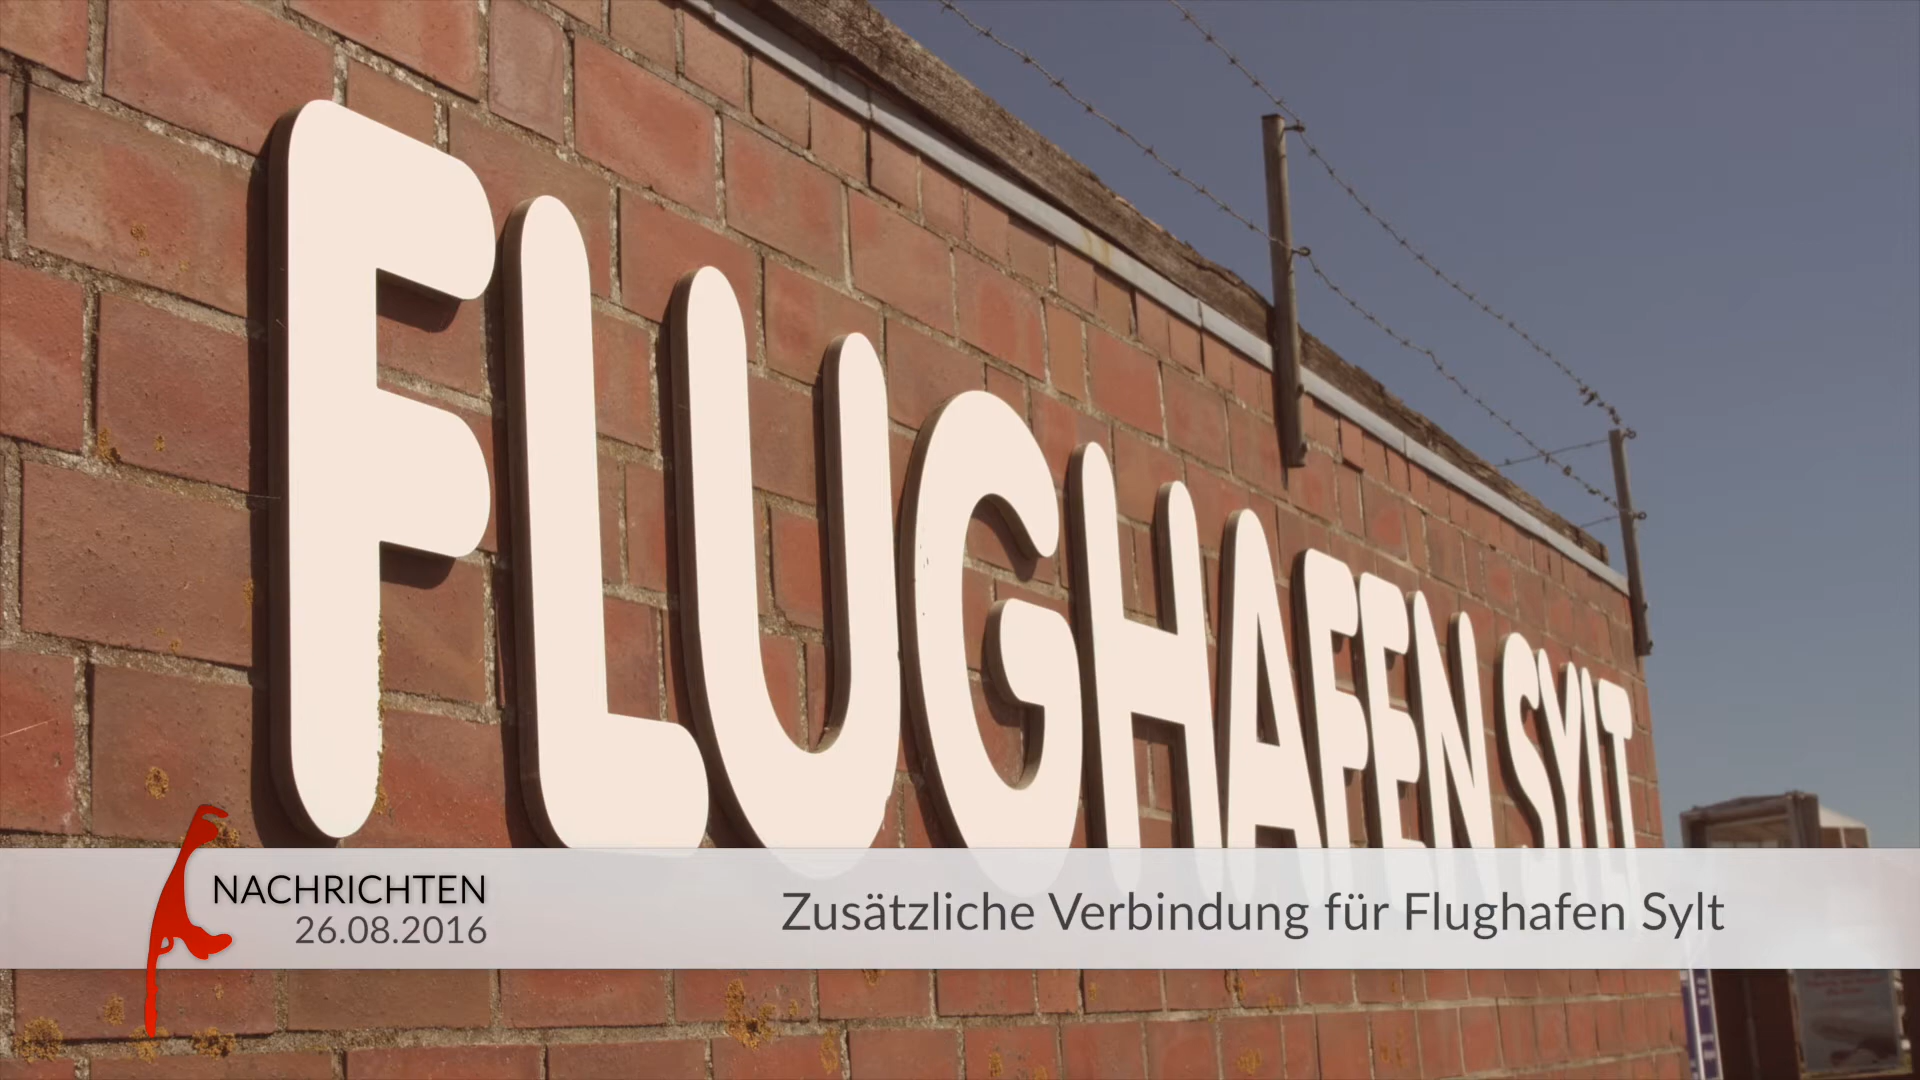 FLUGHAFEN SYLT
NACHRICHTEN
26.08.2016
Zusätzliche Verbindung für Flughafen Sylt